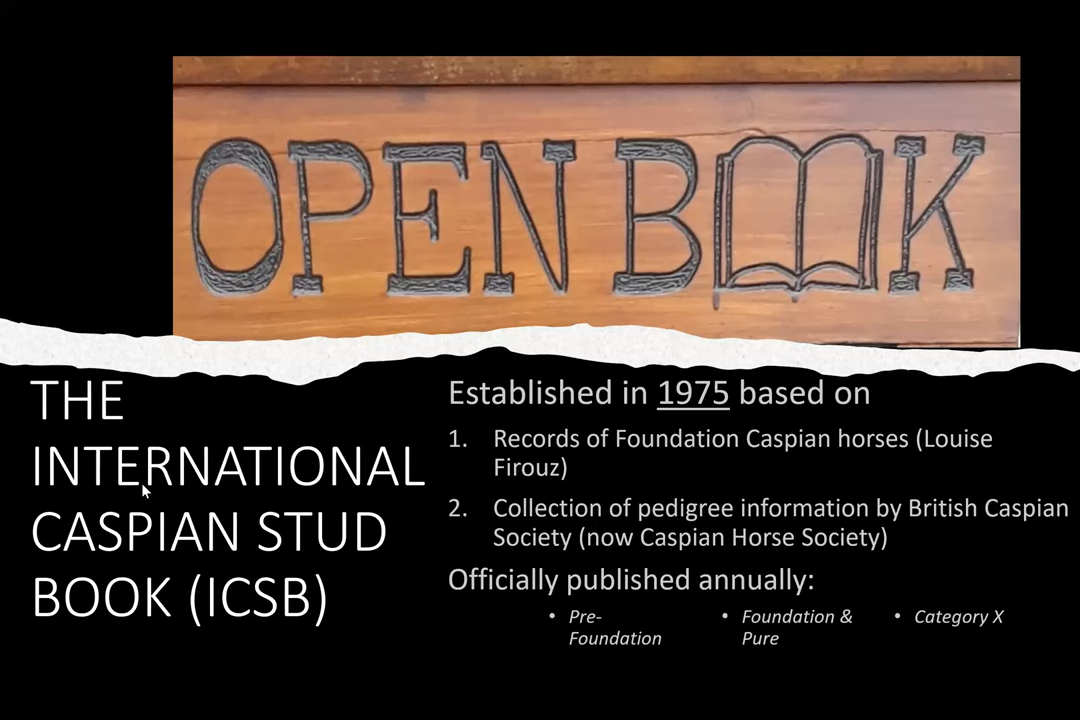 OPEN BOOK
THE
INTERNATIONAL
CASPIAN STUD
BOOK (ICSB)
Established in 1975 based on
1. Records of Foundation Caspian horses (Louise
Firouz)
2. Collection of pedigree information by British Caspian
Society (now Caspian Horse Society)
Officially published annually:
• Pre-
Foundation
• Foundation &
Pure
• Category X